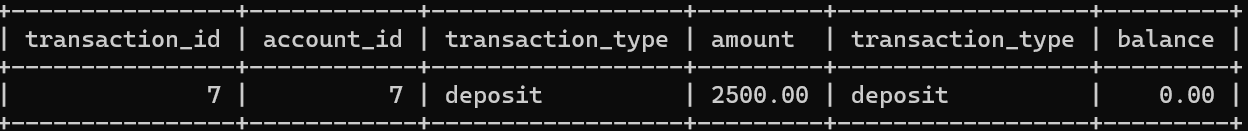 +----------------+------------+------------------+---------+------------------+---------+
| transaction_id | account_id | transaction_type | amount  | transaction_type | balance |
+----------------+------------+------------------+---------+------------------+---------+
|              7 |          7 | deposit          | 2500.00 | deposit          |    0.00 |
+----------------+------------+------------------+---------+------------------+---------+